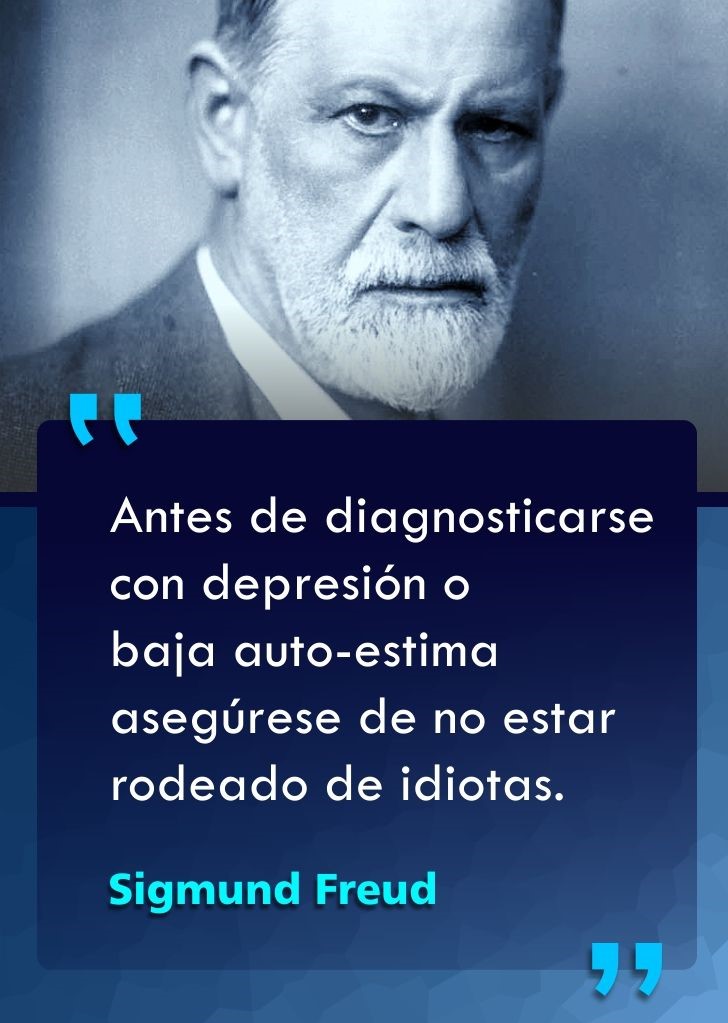 Antes de diagnosticarse
con depresión o
baja auto-estima
asegúrese de no estar
rodeado de idiotas.
Sigmund Freud